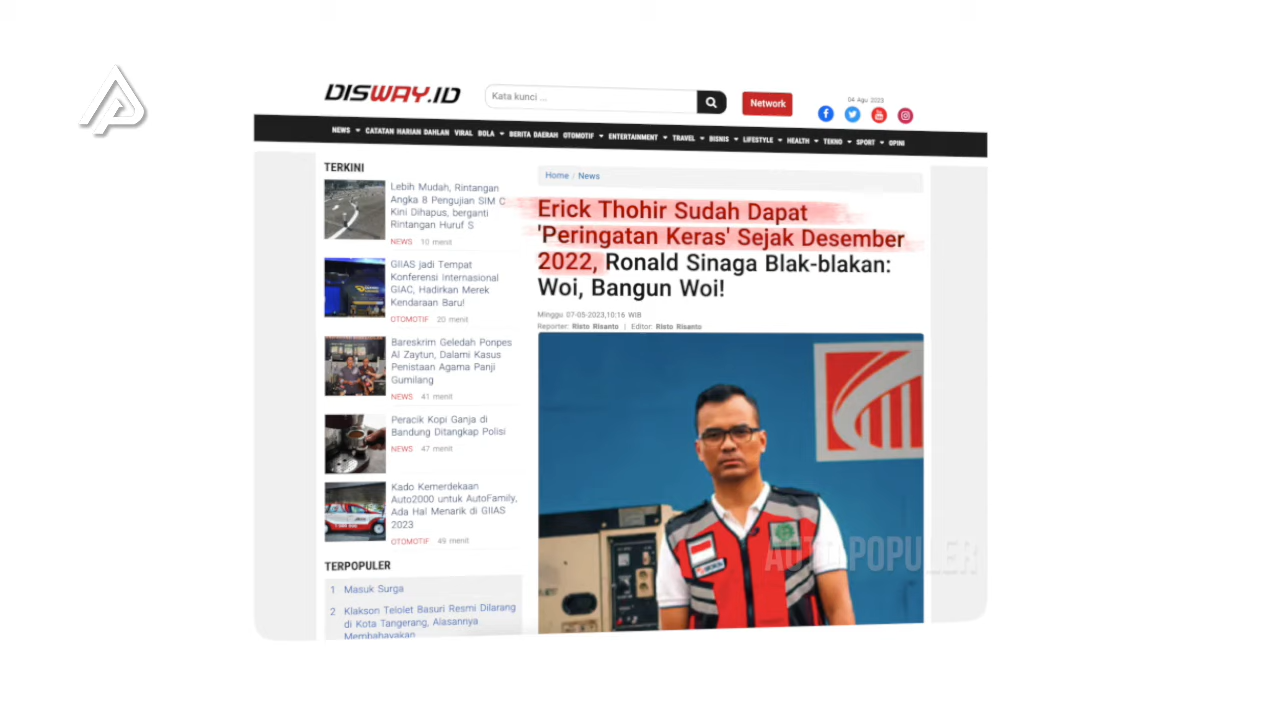 DISWAY.ID
Kata kunci ...
Network
04 Agu 2023
NEWS CATATAN HARIAN DAHLAN VIRAL BOLA BERITA DAERAH OTOMOTIF ENTERTAINMENT TRAVEL BISNIS LIFESTYLE HEALTH TEKNO SPORT OPINI
TERKINI
Lebih Mudah, Rintangan
Angka 8 Pengujian SIM C
Kini Dihapus, berganti
Rintangan Huruf S
NEWS 10 menit
GIIAS jadi Tempat
Konferensi Internasional
GIAC, Hadirkan Merek
Kendaraan Baru!
OTOMOTIF 20 menit
Bareskrim Geledah Ponpes
Al Zaytun, Dalami Kasus
Penistaan Agama Panji
Gumilang
NEWS 41 menit
Peracik Kopi Ganja di
Bandung Ditangkap Polisi
NEWS 47 menit
Kado Kemerdekaan
Auto2000 untuk AutoFamily,
Ada Hal Menarik di GIIAS
2023
OTOMOTIF 49 menit
TERPOPULER
1 Masuk Surga
2 Klakson Telolet Basuri Resmi Dilarang
di Kota Tangerang, Alasannya
Membahayakan
Home / News
Erick Thohir Sudah Dapat
'Peringatan Keras' Sejak Desember
2022, Ronald Sinaga Blak-blakan:
Woi, Bangun Woi!
Minggu 07-05-2023,10:16 WIB
Reporter: Risto Risanto | Editor: Risto Risanto
AUTO POPULER